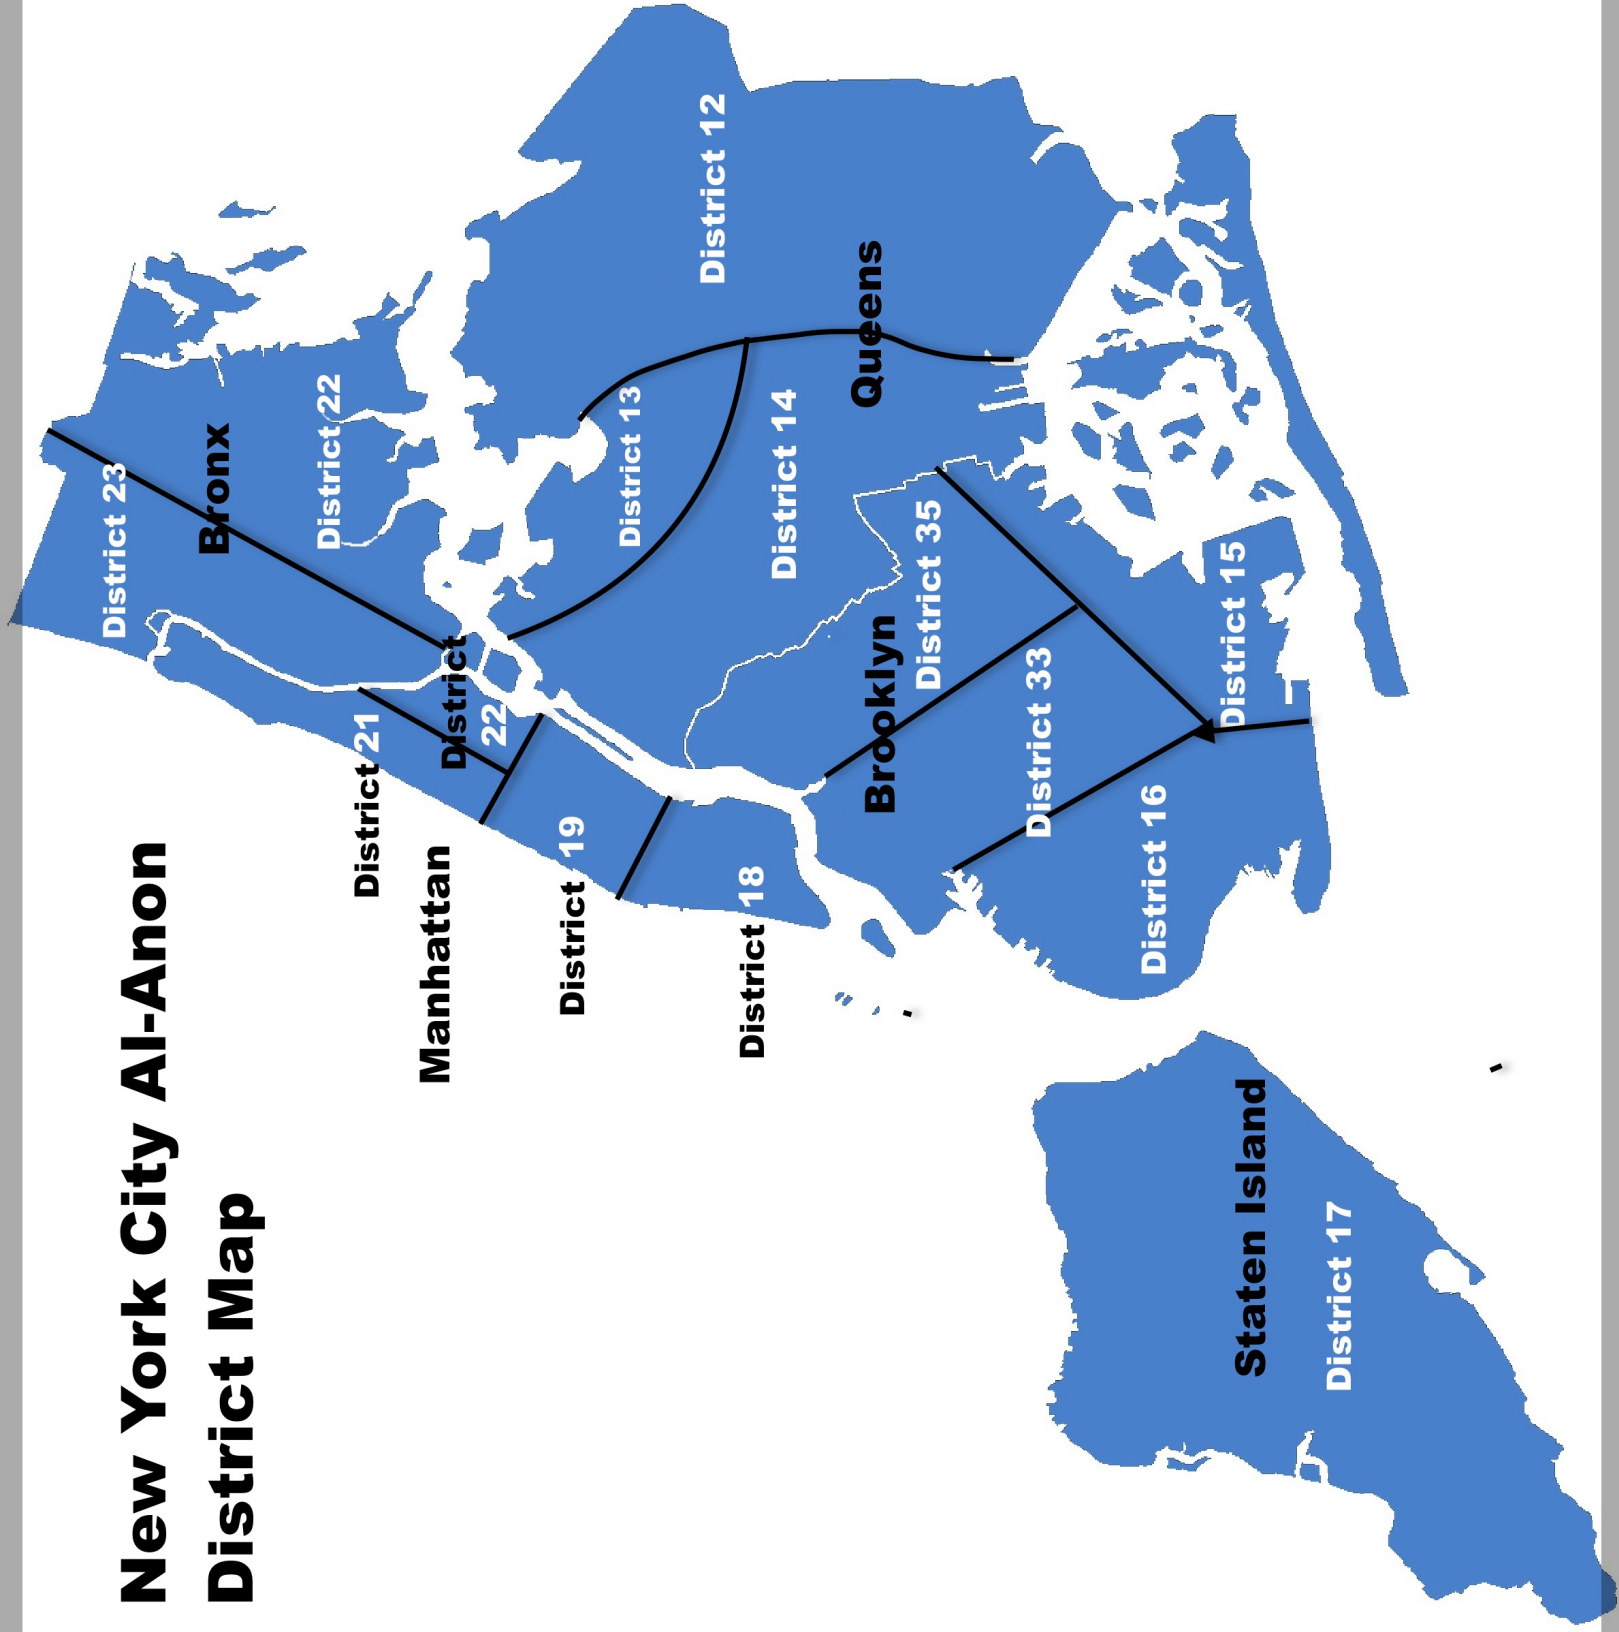 New York City Al-Anon
District Map
District 23
Bronx
District 22
District 21
District
22
Manhattan
District 19
District 18
District 13
District 12
District 14
Queens
Brooklyn
District 35
District 33
District 16
District 15
Staten Island
District 17